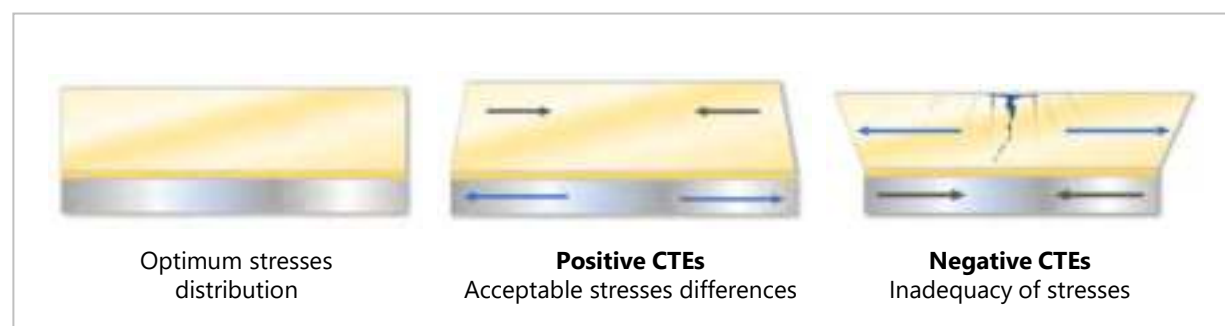 Optimum stresses
distribution
Positive CTEs
Acceptable stresses differences
Negative CTEs
Inadequacy of stresses